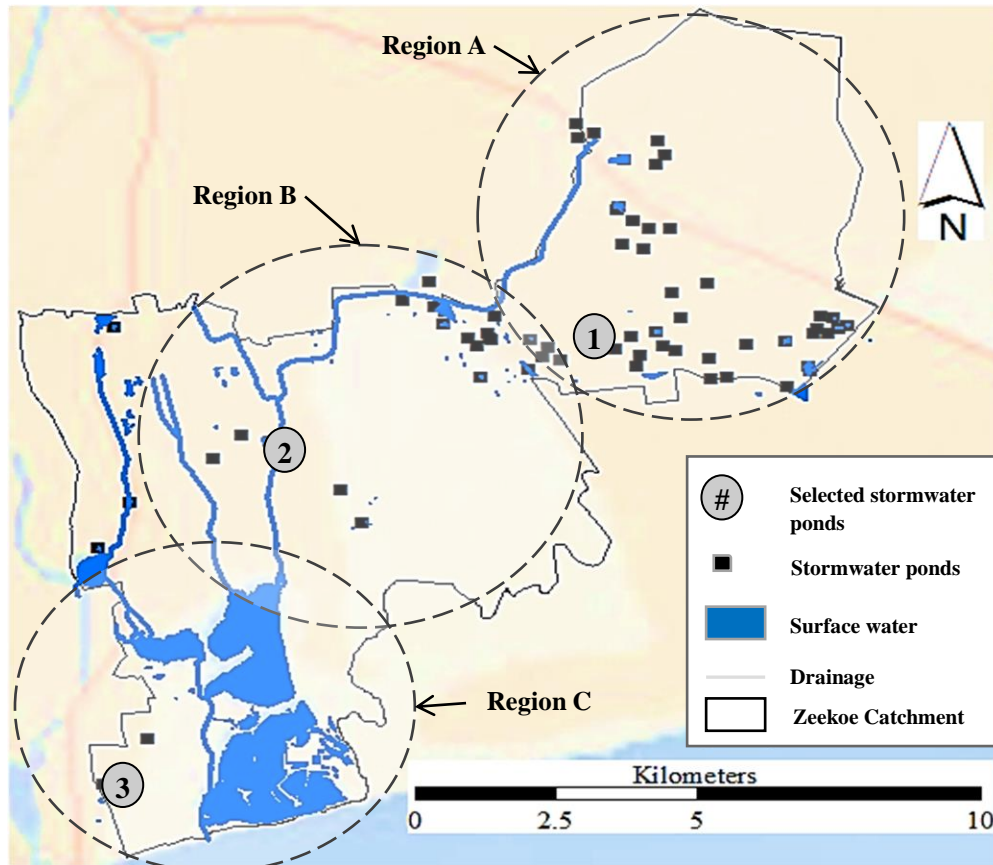 Region A
Region B
N
1
2
#
Selected stormwater
ponds
Stormwater ponds
Surface water
Region C
Drainage
Zeekoe Catchment
3
Kilometers
0 2.5 5 10